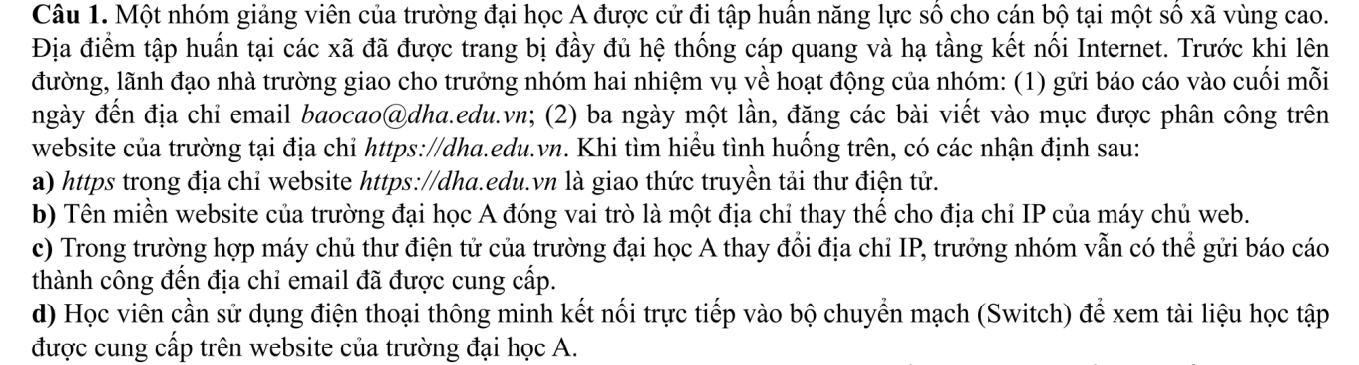 Câu 1. Một nhóm giảng viên của trường đại học A được cử đi tập huấn năng lực số cho cán bộ tại một số xã vùng cao.
Địa điểm tập huấn tại các xã đã được trang bị đầy đủ hệ thống cáp quang và hạ tầng kết nối Internet. Trước khi lên
đường, lãnh đạo nhà trường giao cho trưởng nhóm hai nhiệm vụ về hoạt động của nhóm: (1) gửi báo cáo vào cuối mỗi
ngày đến địa chỉ email baocao@dha.edu.vn; (2) ba ngày một lần, đăng các bài viết vào mục được phân công trên
website của trường tại địa chỉ https://dha.edu.vn. Khi tìm hiểu tình huống trên, có các nhận định sau:
a) https trong địa chỉ website https://dha.edu.vn là giao thức truyền tải thư điện tử.
b) Tên miền website của trường đại học A đóng vai trò là một địa chỉ thay thế cho địa chỉ IP của máy chủ web.
c) Trong trường hợp máy chủ thư điện tử của trường đại học A thay đổi địa chỉ IP, trưởng nhóm vẫn có thể gửi báo cáo
thành công đến địa chỉ email đã được cung cấp.
d) Học viên cần sử dụng điện thoại thông minh kết nối trực tiếp vào bộ chuyển mạch (Switch) để xem tài liệu học tập
được cung cấp trên website của trường đại học A.